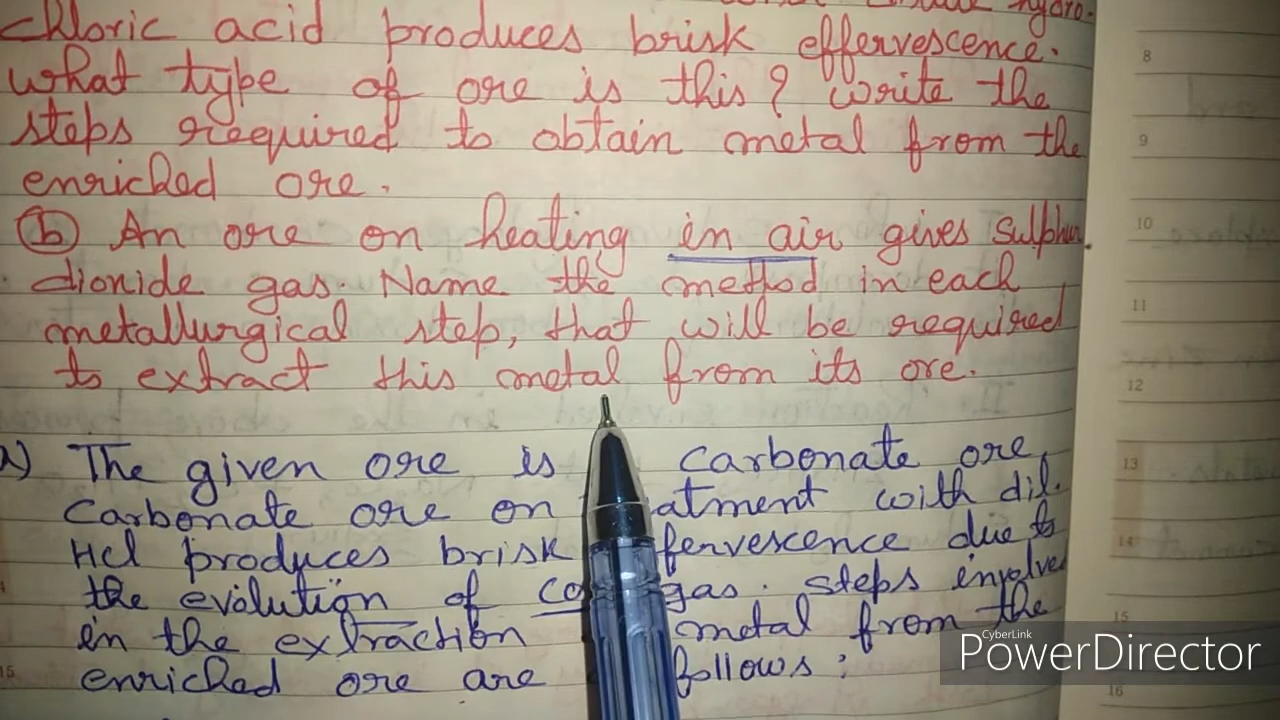 hydro-
chloric acid produces brisk effervescence.
what type of ore is this? write the
steps required to obtain metal from the
enriched ore.
(b) An ore on heating in air gives sulphur
dioxide gas. Name the method in each
metallurgical step, that will be required
to extract this metal from its ore.
a) The given ore is carbonate ore,
Carbonate ore on atment with dil.
Hcl produces brisk fervescence due to
the evolution of co gas. steps involve
in the extraction metal from the
enriched ore are follows:
8
9
10
11
12
13
14
15
16
15
CyberLink
PowerDirector